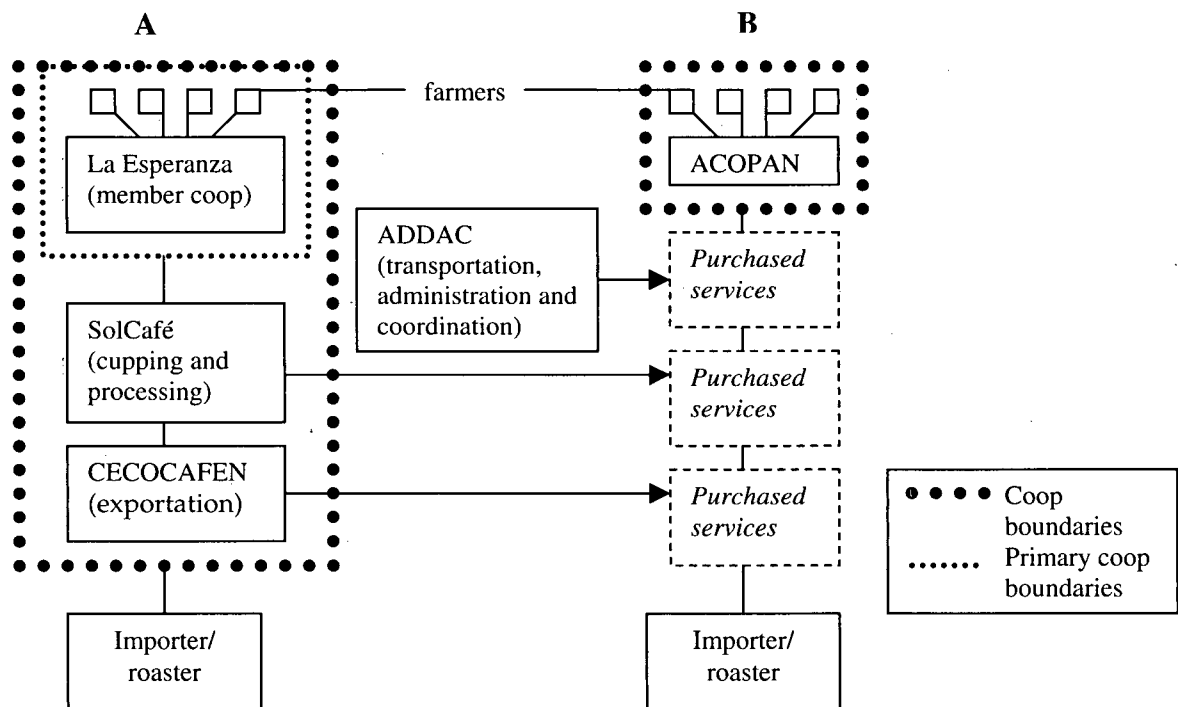 A
B
farmers
La Esperanza
(member coop)
ACOPAN
ADDAC
(transportation,
administration and
coordination)
Purchased
services
SolCafé
(cupping and
processing)
Purchased
services
CECOCAFEN
(exportation)
Purchased
services
Coop
boundaries
Primary coop
boundaries
Importer/
roaster
Importer/
roaster